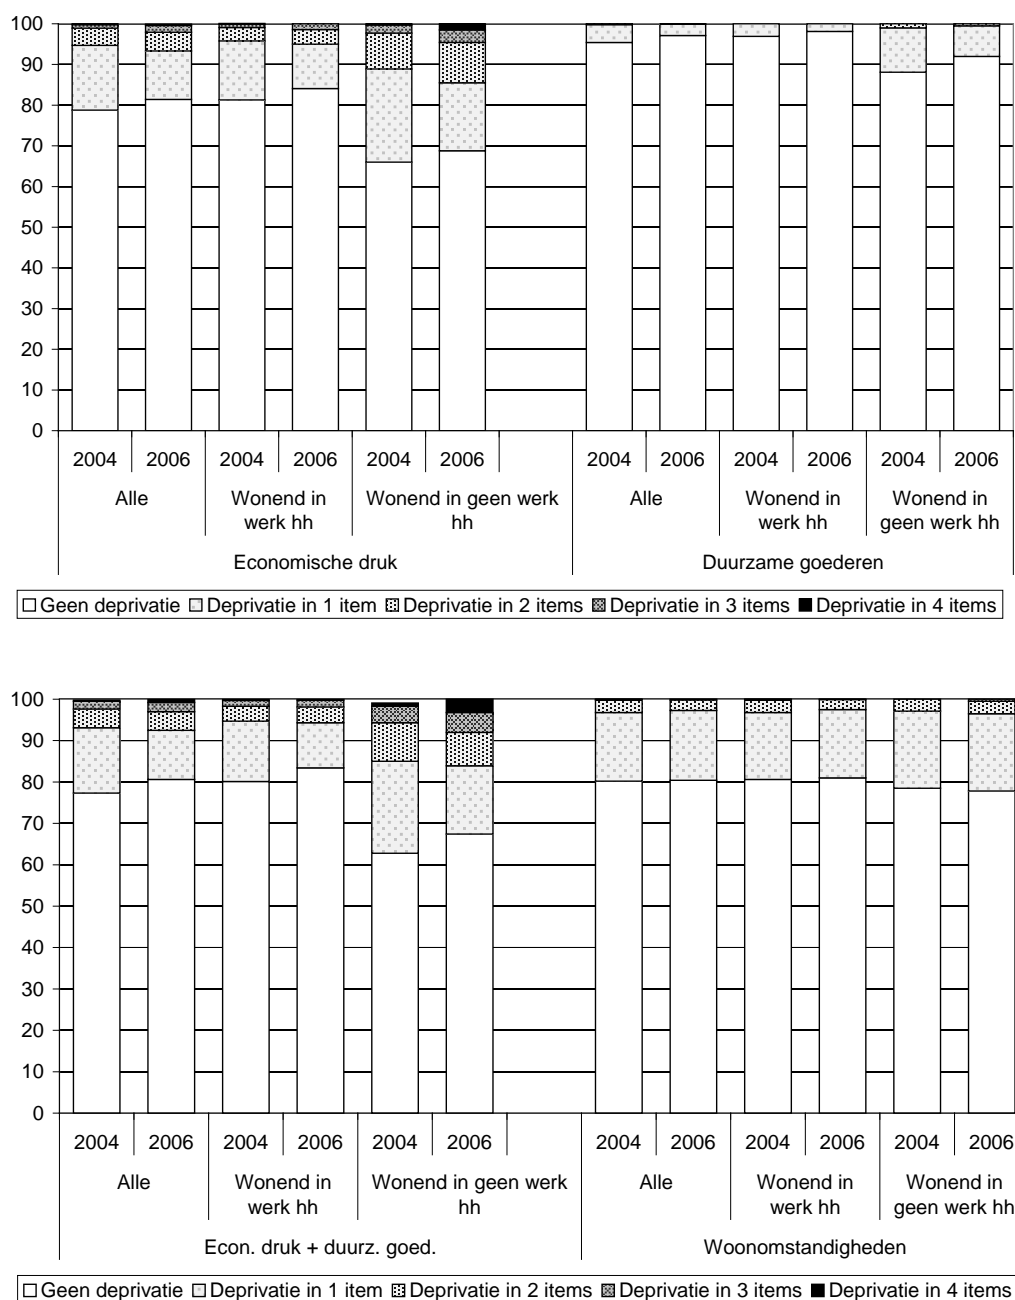 100
90
80
70
60
50
40
30
20
10
0
2004 2006 2004 2006 2004 2006 2004 2006 2004 2006 2004 2006
Alle Wonend in werk hh Wonend in geen werk hh Alle Wonend in werk hh Wonend in geen werk hh
Economische druk Duurzame goederen
Geen deprivatie Deprivatie in 1 item Deprivatie in 2 items Deprivatie in 3 items Deprivatie in 4 items
100
90
80
70
60
50
40
30
20
10
0
2004 2006 2004 2006 2004 2006 2004 2006 2004 2006 2004 2006
Alle Wonend in werk hh Wonend in geen werk hh Alle Wonend in werk hh Wonend in geen werk hh
Econ. druk + duurz. goed. Woonomstandigheden
Geen deprivatie Deprivatie in 1 item Deprivatie in 2 items Deprivatie in 3 items Deprivatie in 4 items